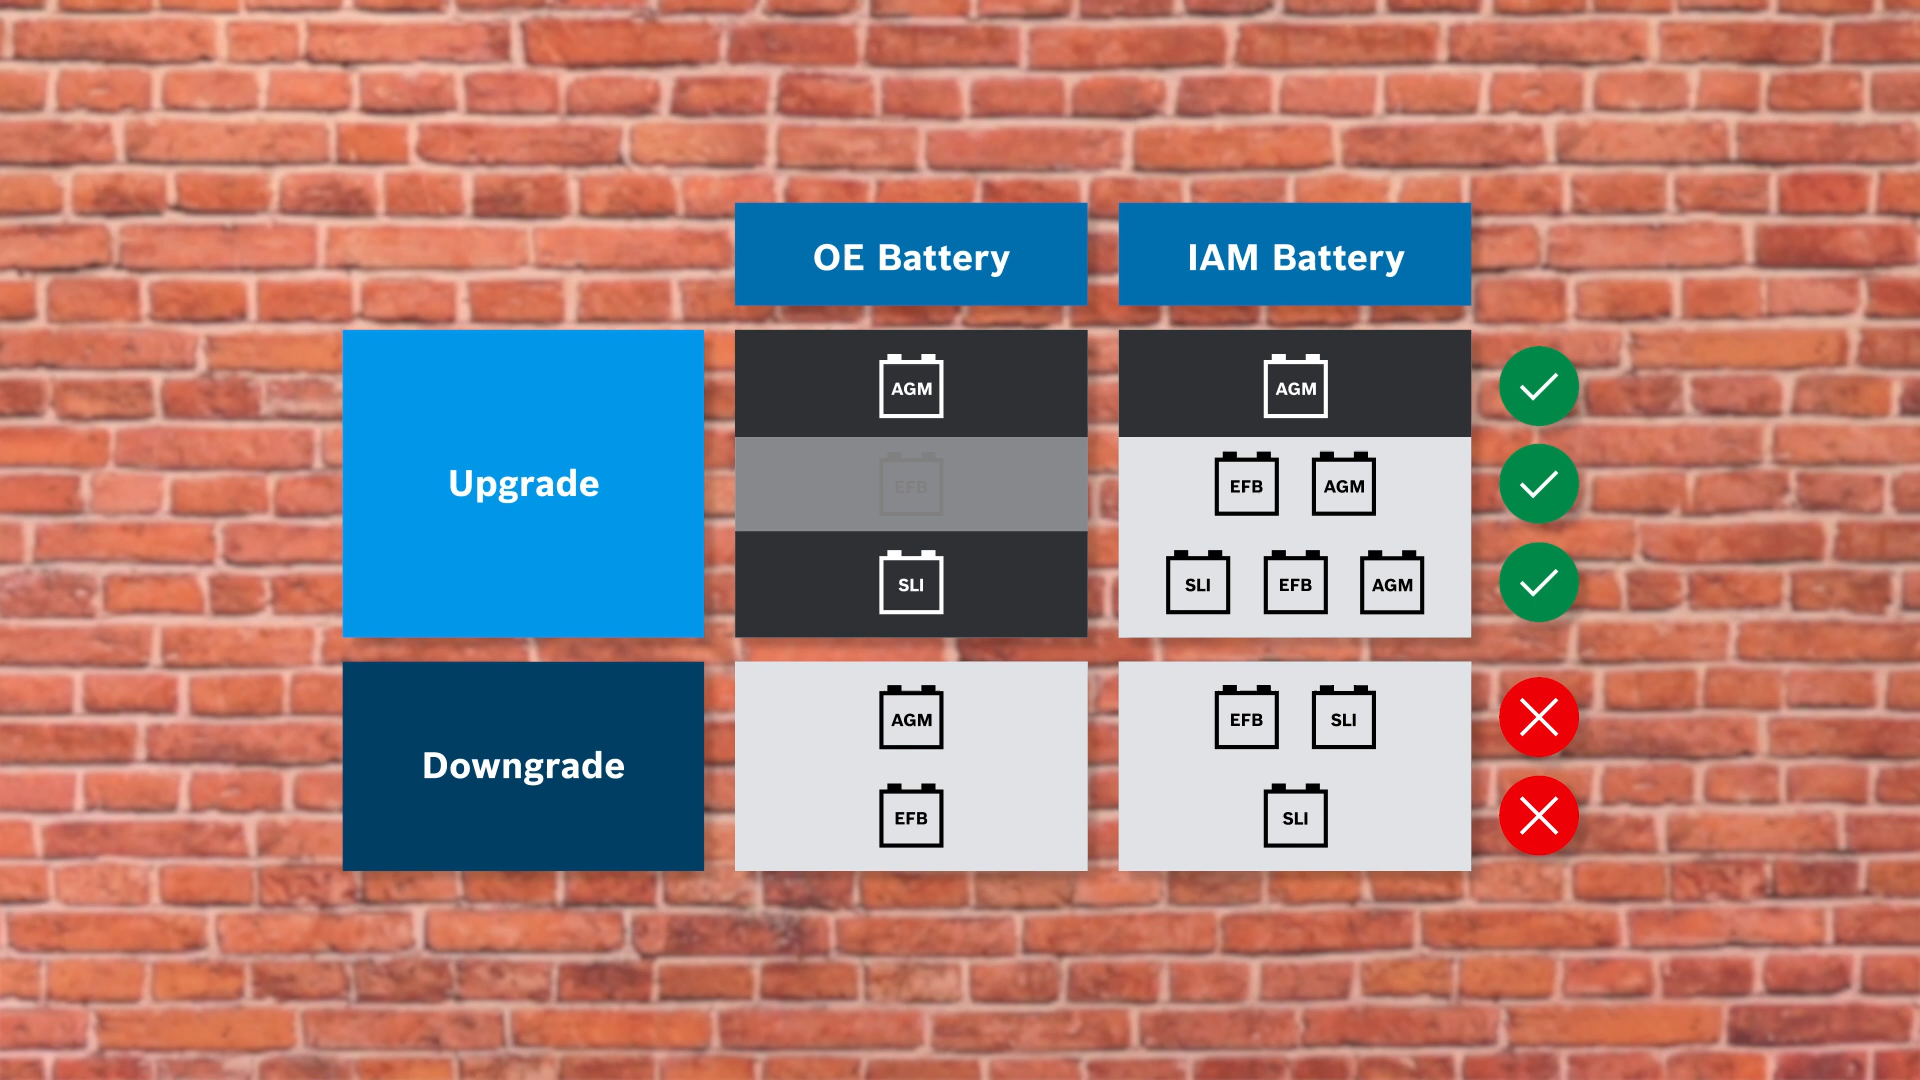 OE Battery IAM Battery
AGM AGM
Upgrade EFB EFB AGM
SLI SLI EFB AGM
AGM EFB SLI
Downgrade
EFB SLI